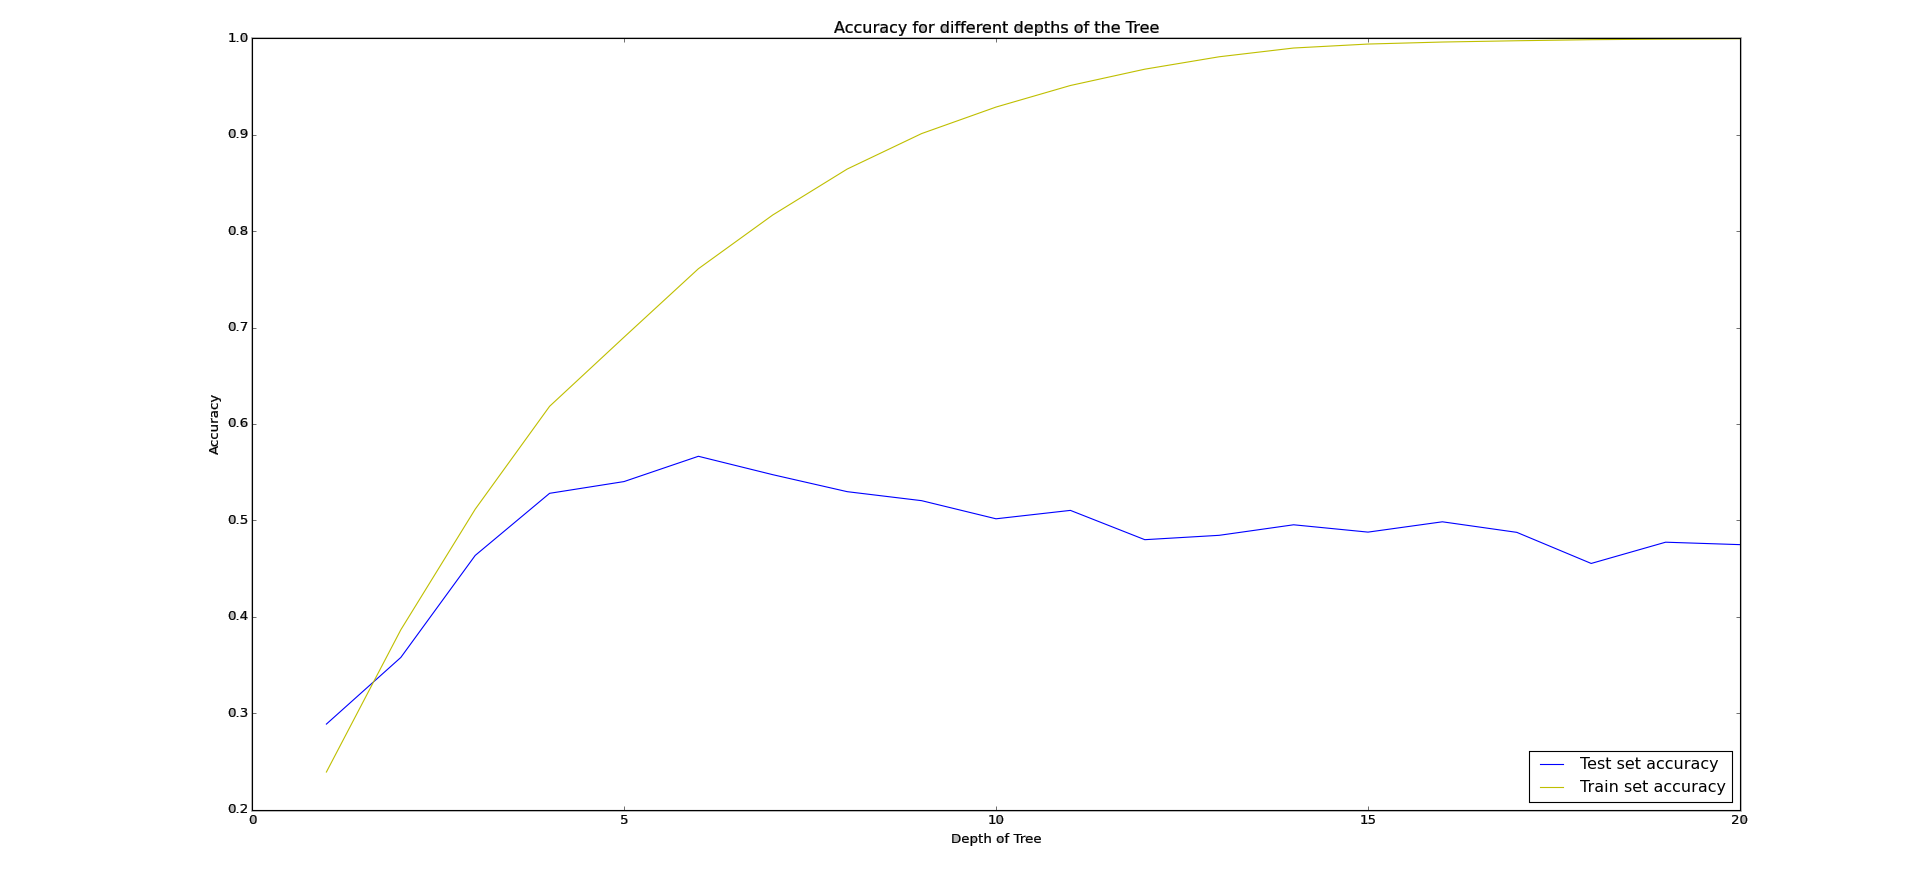 Accuracy for different depths of the Tree
1.0
0.9
0.8
0.7
0.6
0.5
0.4
0.3
0.2
Accuracy
0 5 10 15 20
Depth of Tree
Test set accuracy
Train set accuracy